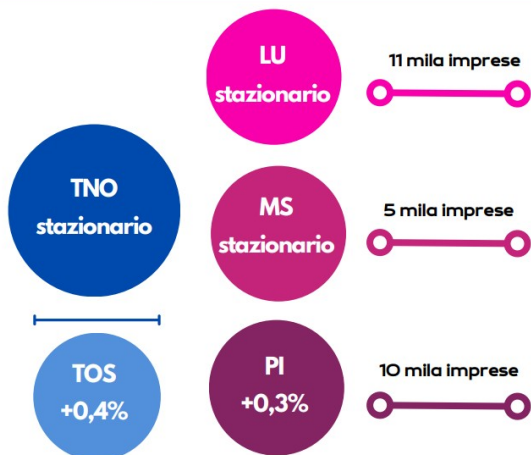 LU
stazionario
11 mila imprese
TNO
stazionario
MS
stazionario
5 mila imprese
TOS
+0,4%
PI
+0,3%
10 mila imprese